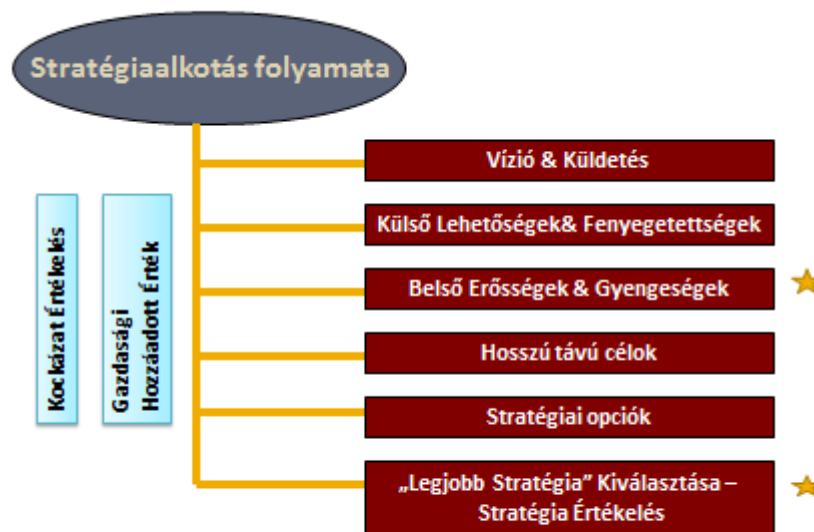 Stratégiaalkotás folyamata
Vízió & Küldetés
Külső Lehetőségek& Fenyegetettségek
Belső Erősségek & Gyengeségek
Hosszú távú célok
Stratégiai opciók
„Legjobb Stratégia” Kiválasztása –
Stratégia Értékelés
Kockázat Értékelés
Gazdasági
Hozzáadott Érték